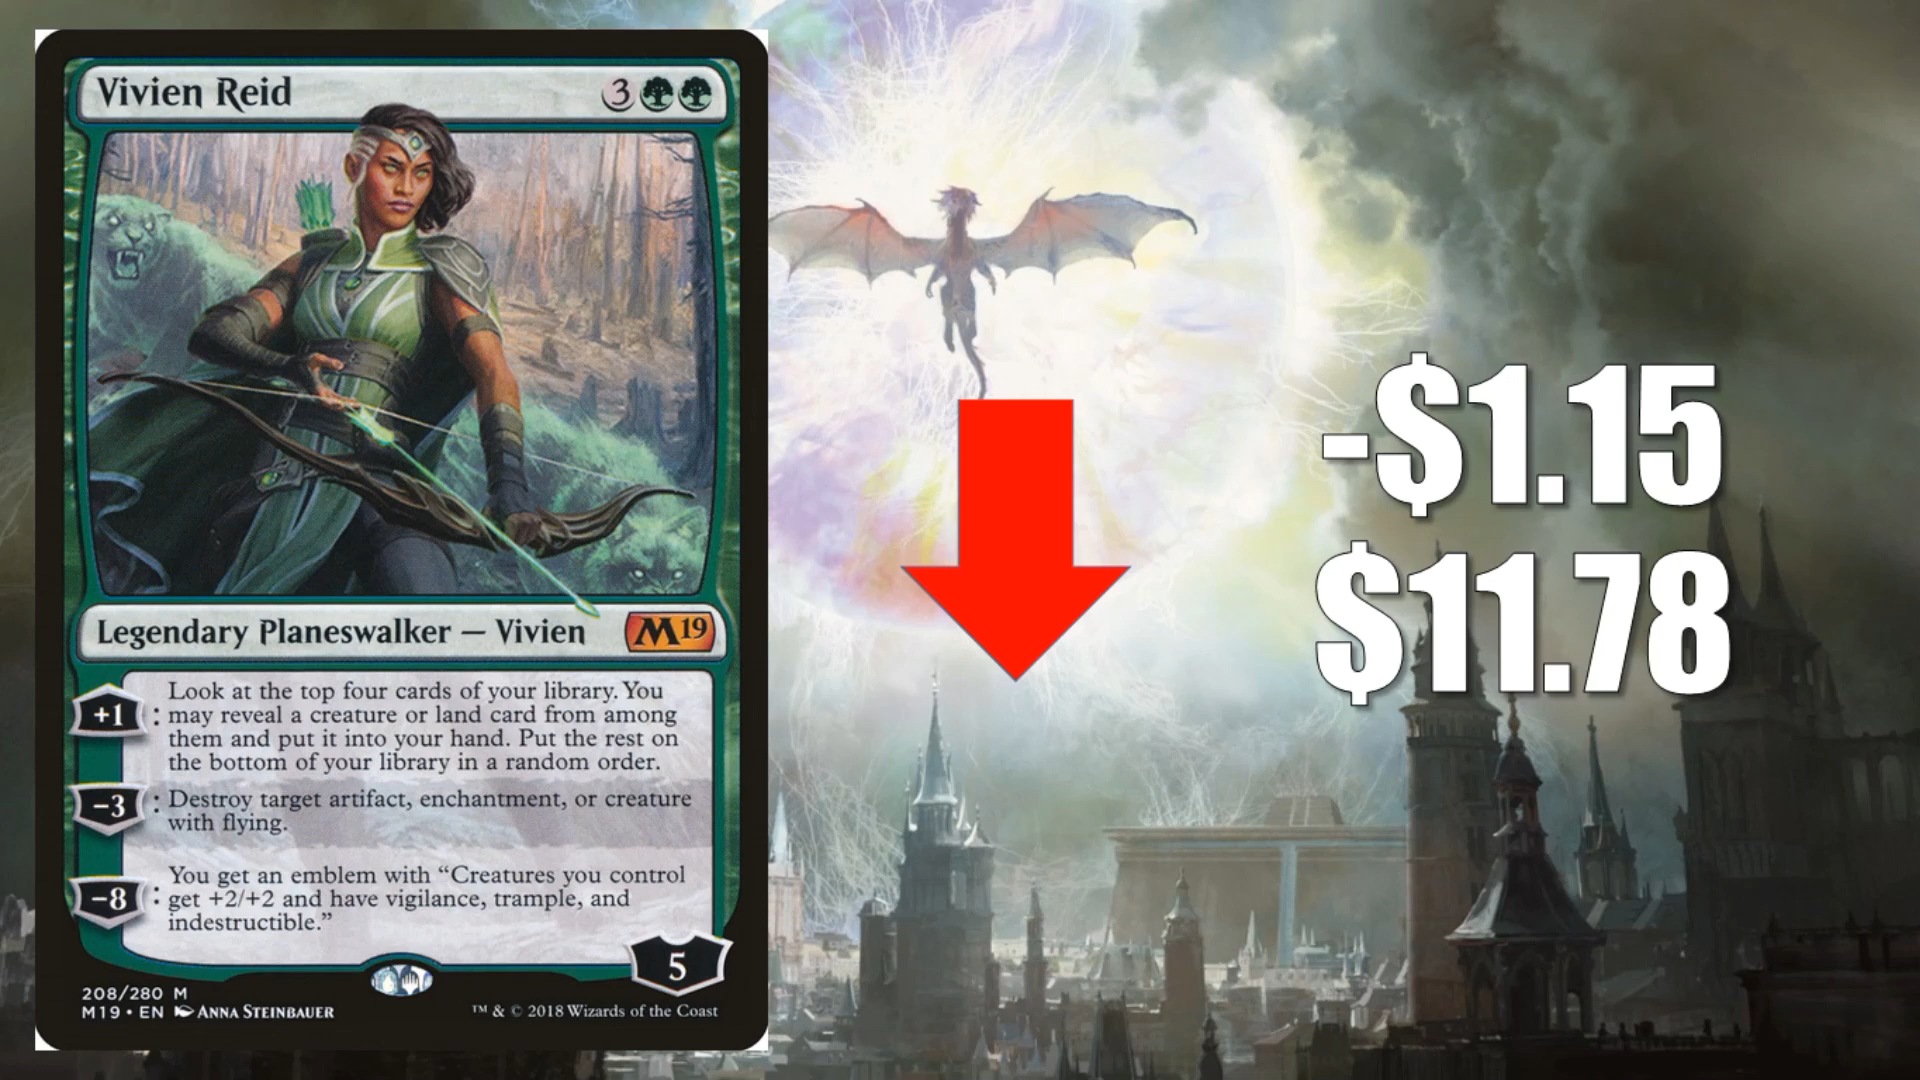 Vivien Reid 3
Legendary Planeswalker — Vivien M19
+1 : Look at the top four cards of your library. You
may reveal a creature or land card from among
them and put it into your hand. Put the rest on
the bottom of your library in a random order.
−3 : Destroy target artifact, enchantment, or creature
with flying.
−8 : You get an emblem with “Creatures you control
get +2/+2 and have vigilance, trample, and
indestructible.”
5
208/280 M
M19 • EN ANNA STEINBAUER
™ & © 2018 Wizards of the Coast
-$1.15
$11.78